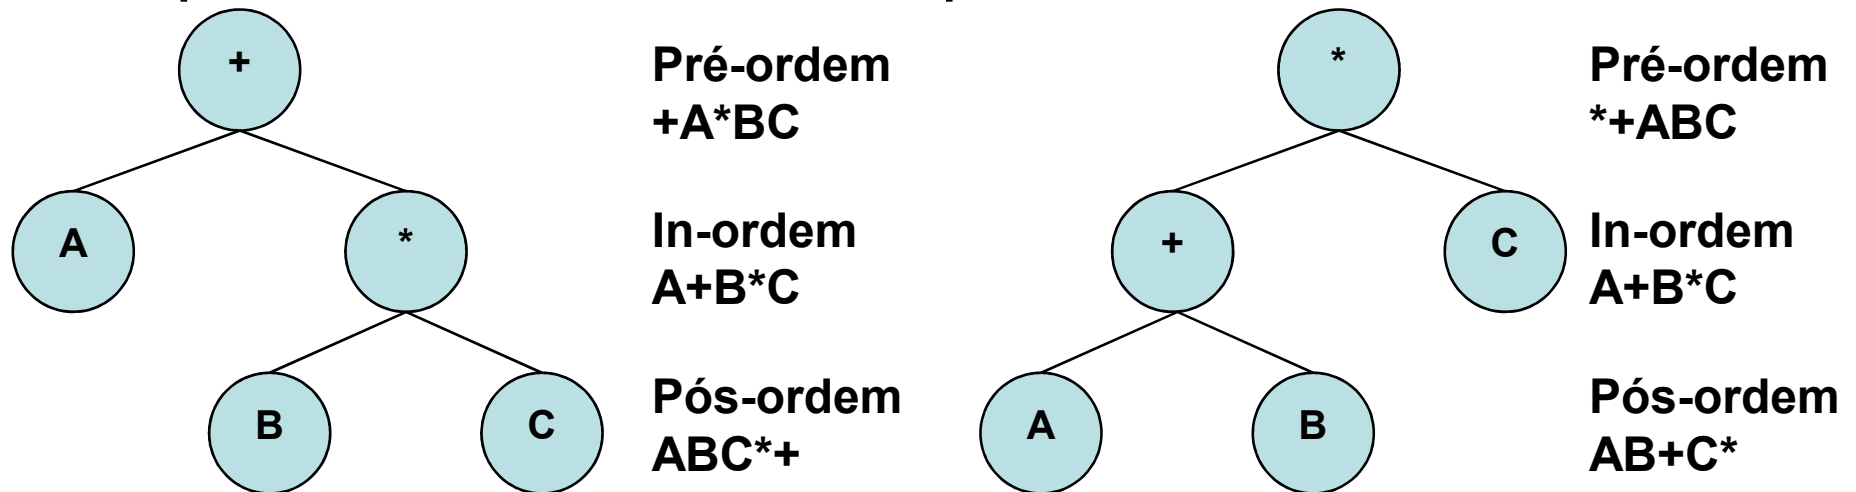 +
A
*
B
C
Pré-ordem
+A*BC
In-ordem
A+B*C
Pós-ordem
ABC*+
*
+
C
A
B
Pré-ordem
*+ABC
In-ordem
A+B*C
Pós-ordem
AB+C*